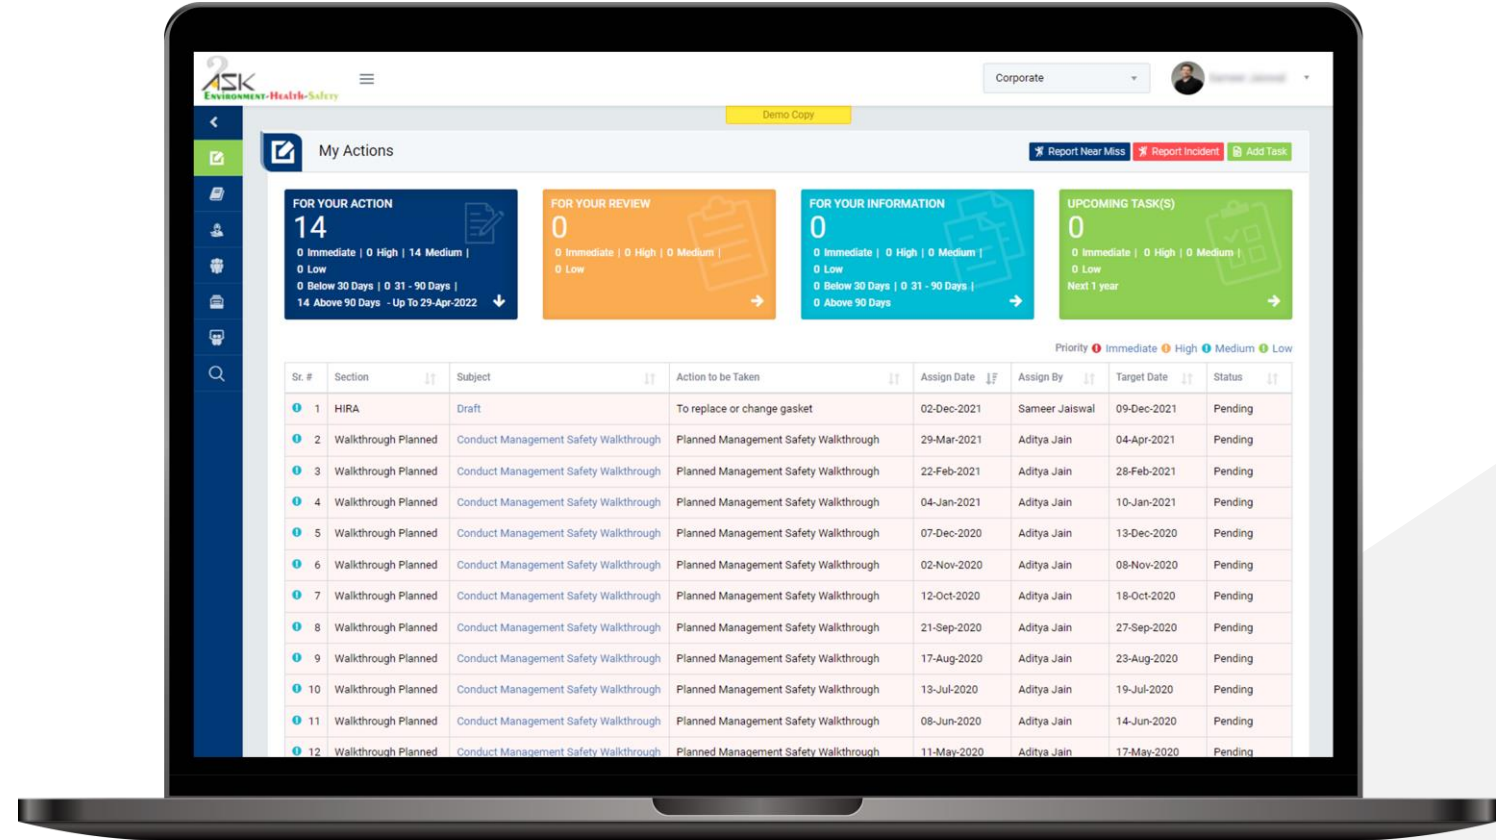 2
ASK
Environment-Health-Safety
Corporate
Demo Copy
My Actions
Report Near Miss
Report Incident
Add Task
FOR YOUR ACTION
14
0 Immediate | 0 High | 14 Medium |
0 Low
0 Below 30 Days | 0 31 - 90 Days |
14 Above 90 Days - Up To 29-Apr-2022
FOR YOUR REVIEW
0
0 Immediate | 0 High | 0 Medium |
0 Low
FOR YOUR INFORMATION
0
0 Immediate | 0 High | 0 Medium |
0 Low
0 Below 30 Days | 0 31 - 90 Days |
0 Above 90 Days
UPCOMING TASK(S)
0
0 Immediate | 0 High | 0 Medium |
0 Low
Next 1 year
Priority Immediate High Medium Low
Sr. # Section Subject Action to be Taken Assign Date Assign By Target Date Status
1 HIRA Draft To replace or change gasket 02-Dec-2021 Sameer Jaiswal 09-Dec-2021 Pending
2 Walkthrough Planned Conduct Management Safety Walkthrough Planned Management Safety Walkthrough 29-Mar-2021 Aditya Jain 04-Apr-2021 Pending
3 Walkthrough Planned Conduct Management Safety Walkthrough Planned Management Safety Walkthrough 22-Feb-2021 Aditya Jain 28-Feb-2021 Pending
4 Walkthrough Planned Conduct Management Safety Walkthrough Planned Management Safety Walkthrough 04-Jan-2021 Aditya Jain 10-Jan-2021 Pending
5 Walkthrough Planned Conduct Management Safety Walkthrough Planned Management Safety Walkthrough 07-Dec-2020 Aditya Jain 13-Dec-2020 Pending
6 Walkthrough Planned Conduct Management Safety Walkthrough Planned Management Safety Walkthrough 02-Nov-2020 Aditya Jain 08-Nov-2020 Pending
7 Walkthrough Planned Conduct Management Safety Walkthrough Planned Management Safety Walkthrough 12-Oct-2020 Aditya Jain 18-Oct-2020 Pending
8 Walkthrough Planned Conduct Management Safety Walkthrough Planned Management Safety Walkthrough 21-Sep-2020 Aditya Jain 27-Sep-2020 Pending
9 Walkthrough Planned Conduct Management Safety Walkthrough Planned Management Safety Walkthrough 17-Aug-2020 Aditya Jain 23-Aug-2020 Pending
10 Walkthrough Planned Conduct Management Safety Walkthrough Planned Management Safety Walkthrough 13-Jul-2020 Aditya Jain 19-Jul-2020 Pending
11 Walkthrough Planned Conduct Management Safety Walkthrough Planned Management Safety Walkthrough 08-Jun-2020 Aditya Jain 14-Jun-2020 Pending
12 Walkthrough Planned Conduct Management Safety Walkthrough Planned Management Safety Walkthrough 11-May-2020 Aditya Jain 17-May-2020 Pending